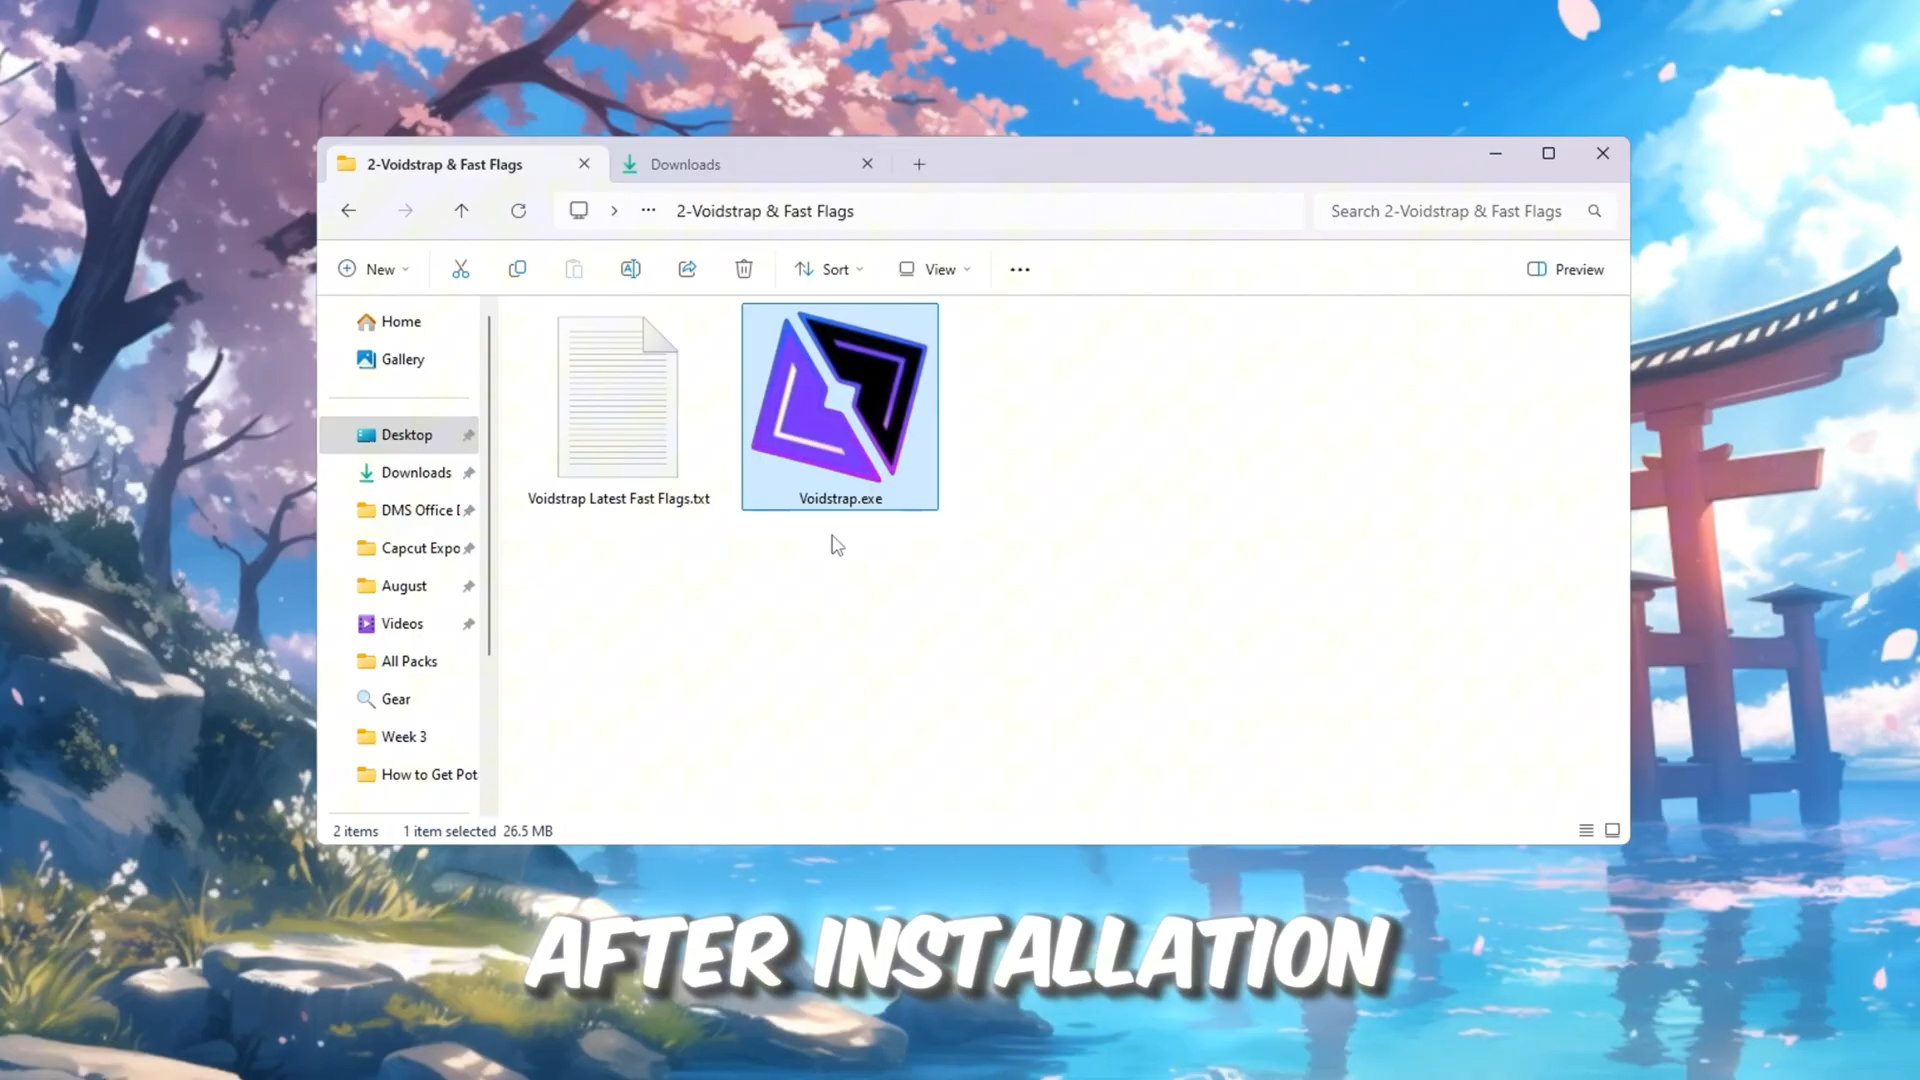 2-Voidstrap & Fast Flags
Downloads
2-Voidstrap & Fast Flags
Search 2-Voidstrap & Fast Flags
New
Sort
View
Preview
Home
Gallery
Desktop
Downloads
DMS Office D
Capcut Expo
August
Videos
All Packs
Gear
Week 3
How to Get Pot
Voidstrap Latest Fast Flags.txt
Voidstrap.exe
2 items 1 item selected 26.5 MB
AFTER INSTALLATION